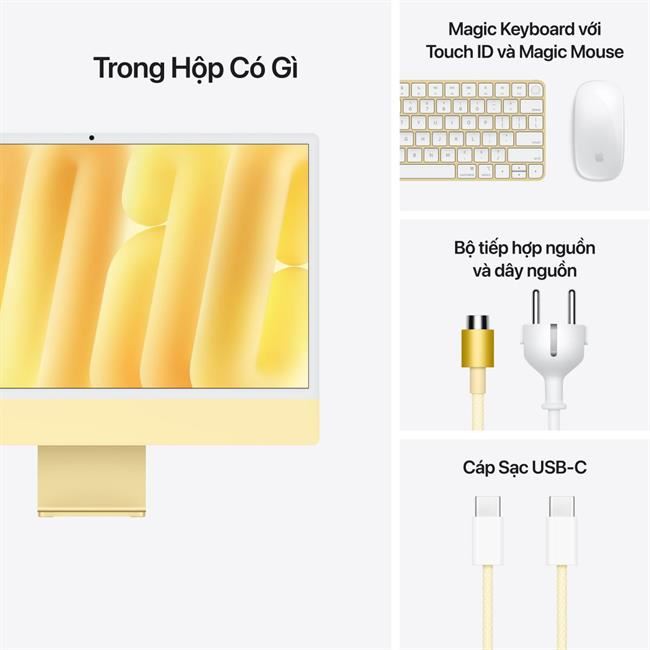 Trong Hộp Có Gì
Magic Keyboard với
Touch ID và Magic Mouse
Bộ tiếp hợp nguồn
và dây nguồn
Cáp Sạc USB-C